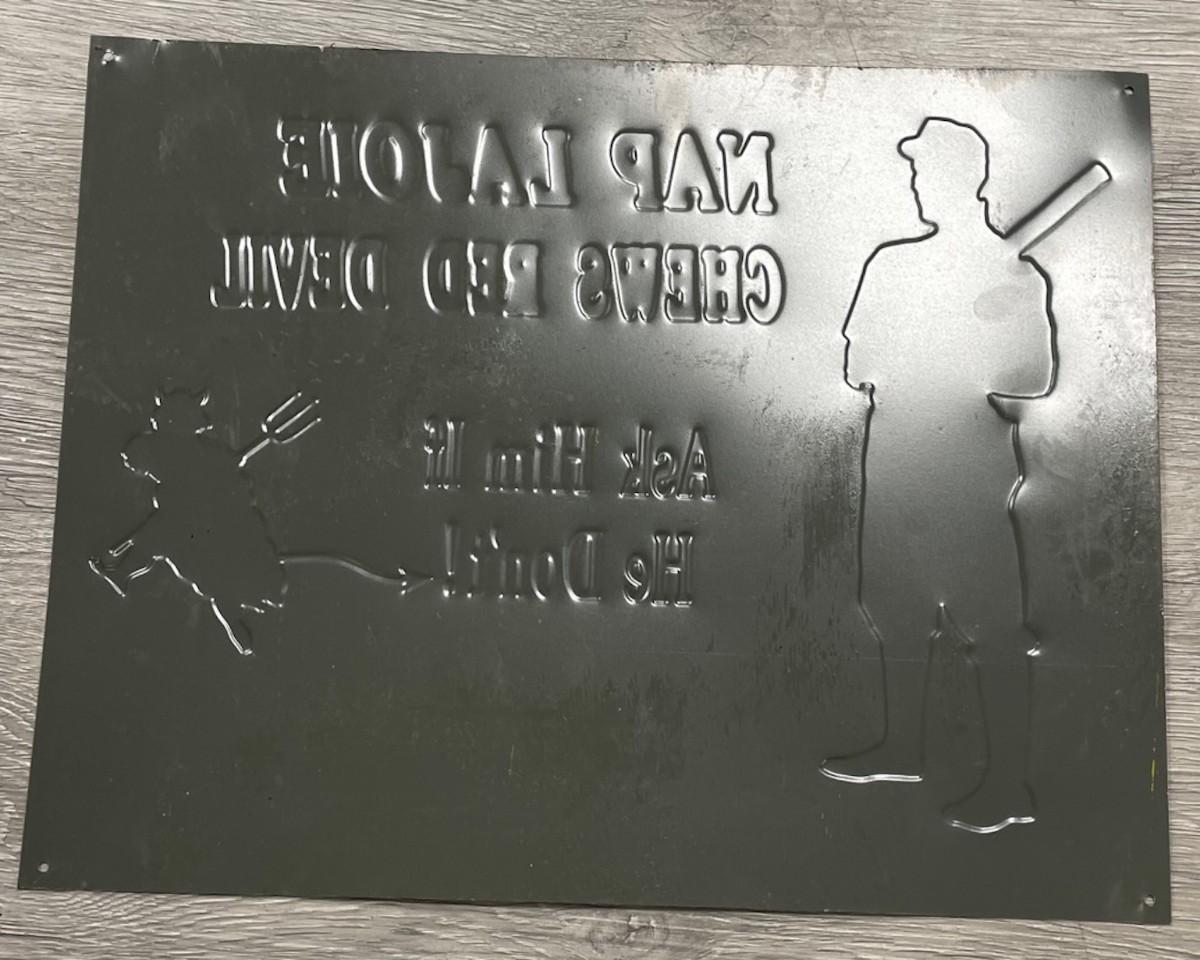 NAP LAJOIE
CHEWS RED DEVIL
Ask Him If
He Don't!